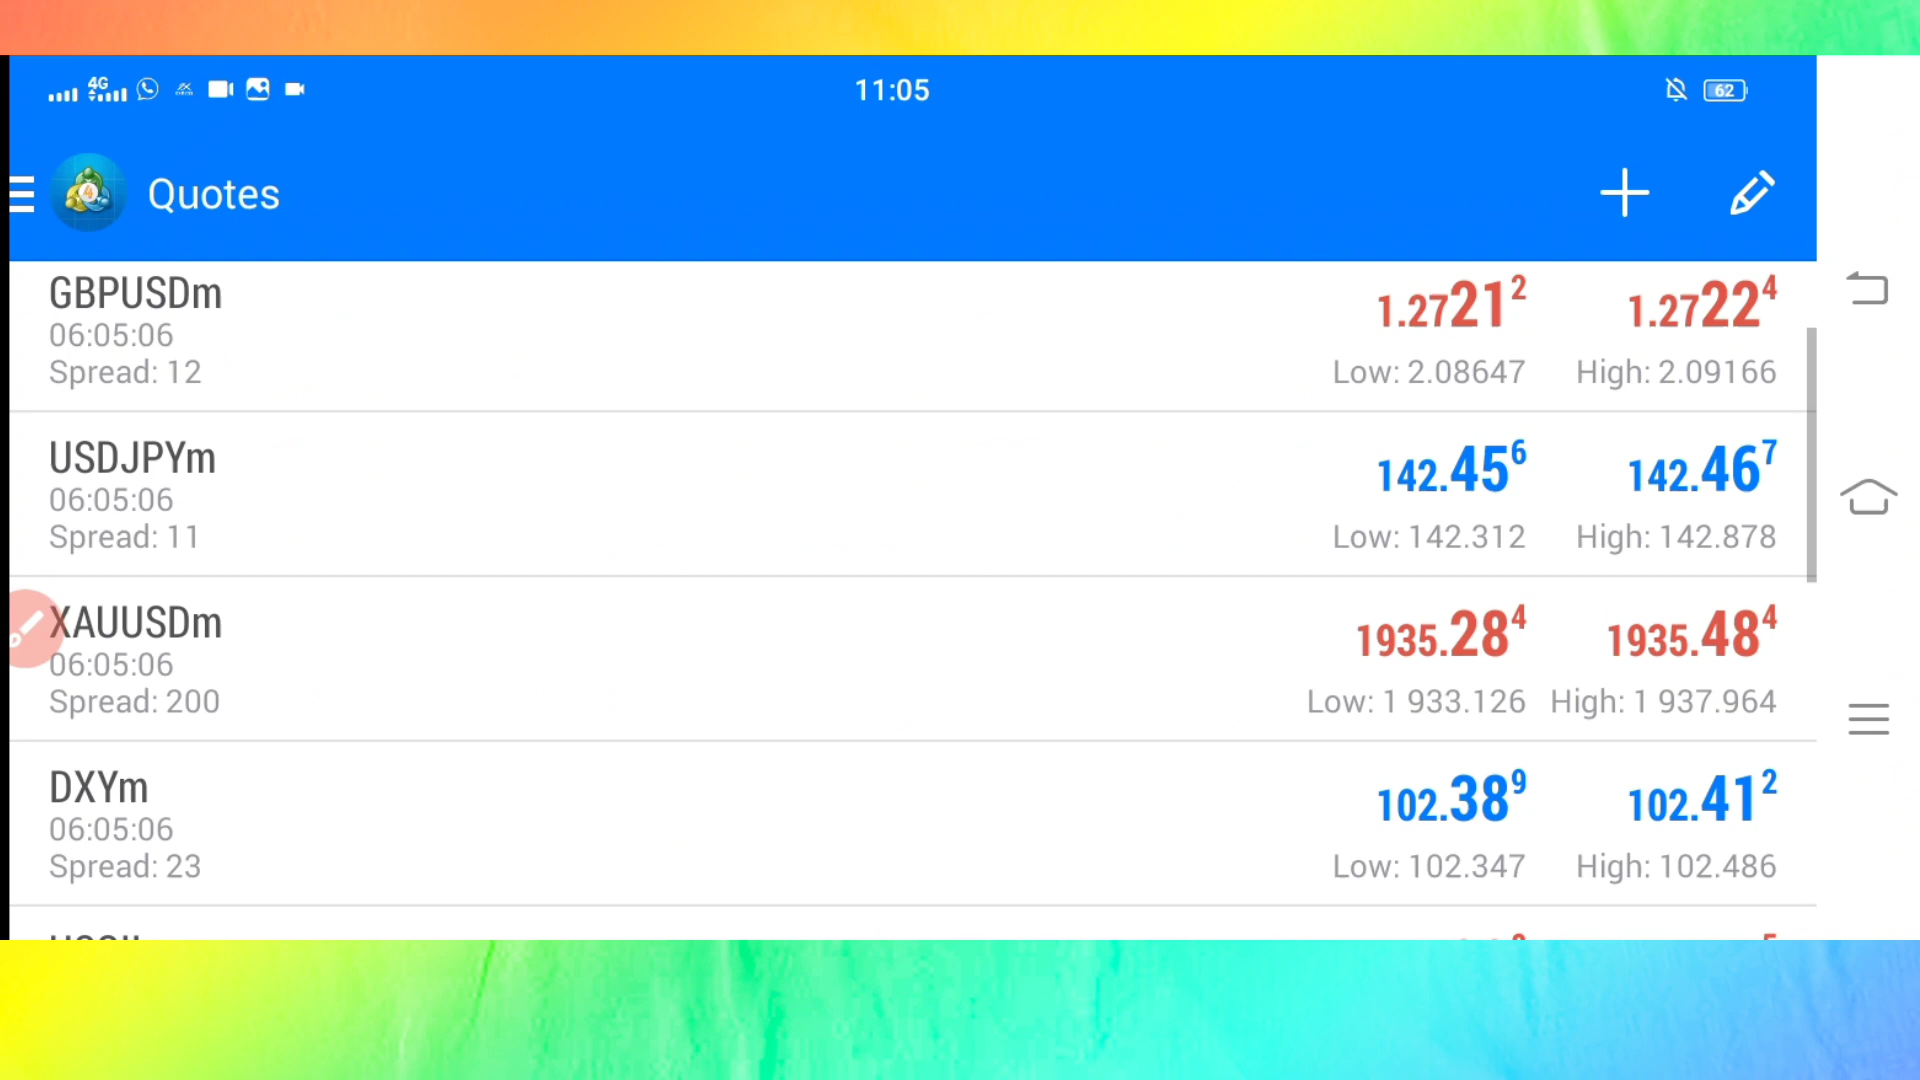 4G 11:05 62
4 Quotes
GBPUSDm 1.27212 1.27224
06:05:06
Spread: 12 Low: 2.08647 High: 2.09166
USDJPYm 142.456 142.467
06:05:06
Spread: 11 Low: 142.312 High: 142.878
XAUUSDm 1935.284 1935.484
06:05:06
Spread: 200 Low: 1 933.126 High: 1 937.964
DXYm 102.389 102.412
06:05:06
Spread: 23 Low: 102.347 High: 102.486